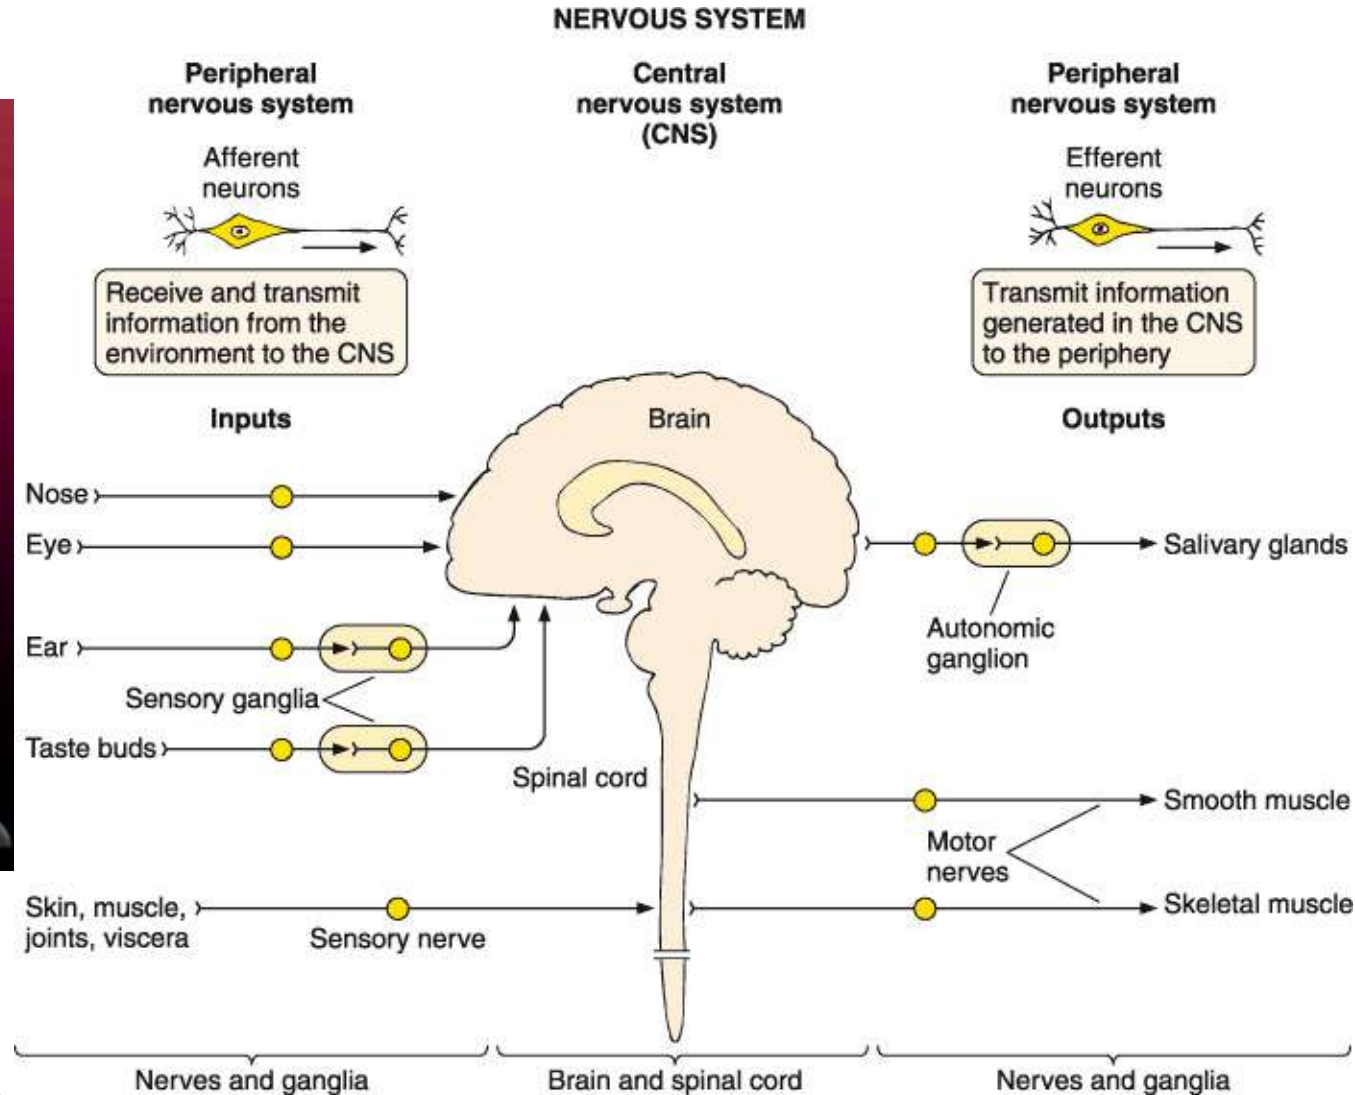 NERVOUS SYSTEM
Peripheral
nervous system
Central
nervous system
(CNS)
Peripheral
nervous system
Afferent
neurons
Efferent
neurons
Receive and transmit
information from the
environment to the CNS
Transmit information
generated in the CNS
to the periphery
Inputs
Brain
Outputs
Nose
Eye
Salivary glands
Autonomic
ganglion
Ear
Sensory ganglia
Taste buds
Spinal cord
Smooth muscle
Motor
nerves
Skin, muscle,
joints, viscera
Sensory nerve
Skeletal muscle
Nerves and ganglia
Brain and spinal cord
Nerves and ganglia